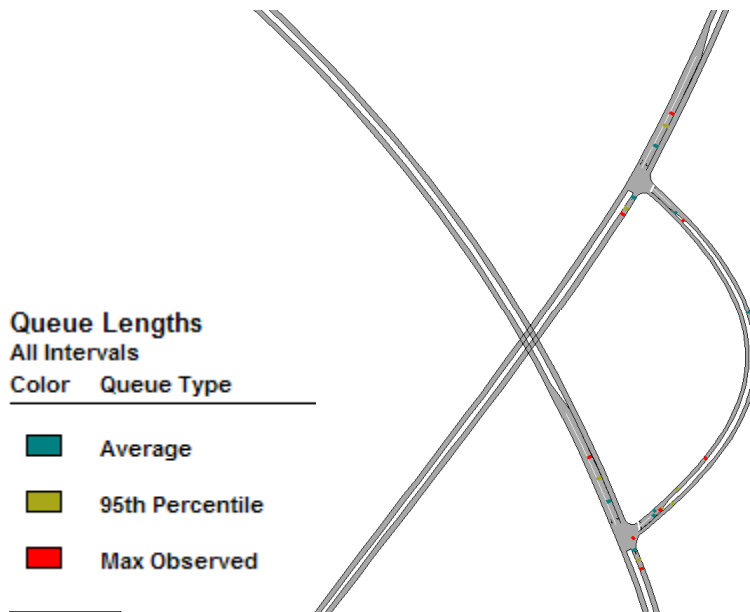 Queue Lengths
All Intervals
Color Queue Type
Average
95th Percentile
Max Observed